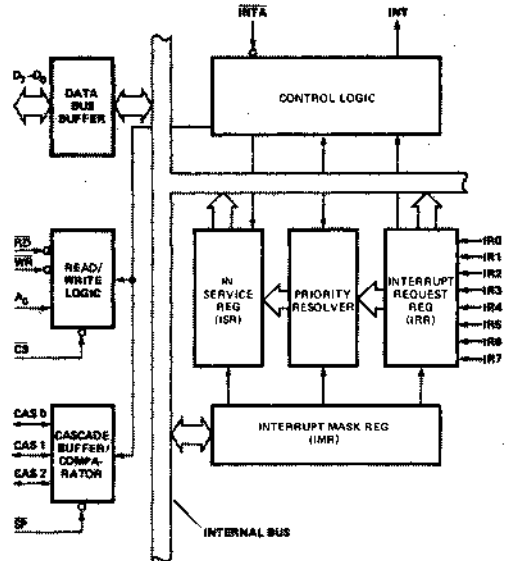 INTA
INT
D7-D0
DATA
BUS
BUFFER
CONTROL LOGIC
RD
WR
A0
CS
READ/
WRITE
LOGIC
IN
SERVICE
REG
(ISR)
PRIORITY
RESOLVER
INTERRUPT
REQUEST
REG
(IRR)
IR0
IR1
IR2
IR3
IR4
IR5
IR6
IR7
CAS 0
CAS 1
CAS 2
CASCADE
BUFFER/
COMPA-
RATOR
SP
INTERRUPT MASK REG
(IMR)
INTERNAL BUS